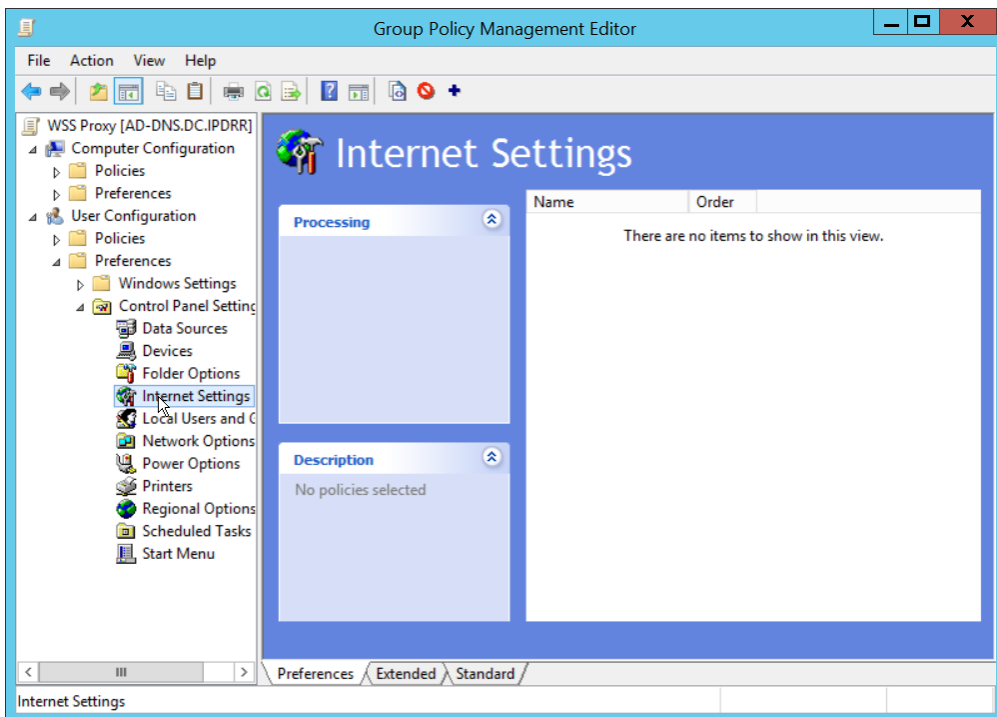 Group Policy Management Editor
File Action View Help
WSS Proxy [AD-DNS.DC.IPDRR]
Computer Configuration
Policies
Preferences
User Configuration
Policies
Preferences
Windows Settings
Control Panel Setting
Data Sources
Devices
Folder Options
Internet Settings
Local Users and G
Network Options
Power Options
Printers
Regional Options
Scheduled Tasks
Start Menu
Internet Settings
Processing
Description
No policies selected
Name Order
There are no items to show in this view.
Preferences Extended Standard
Internet Settings